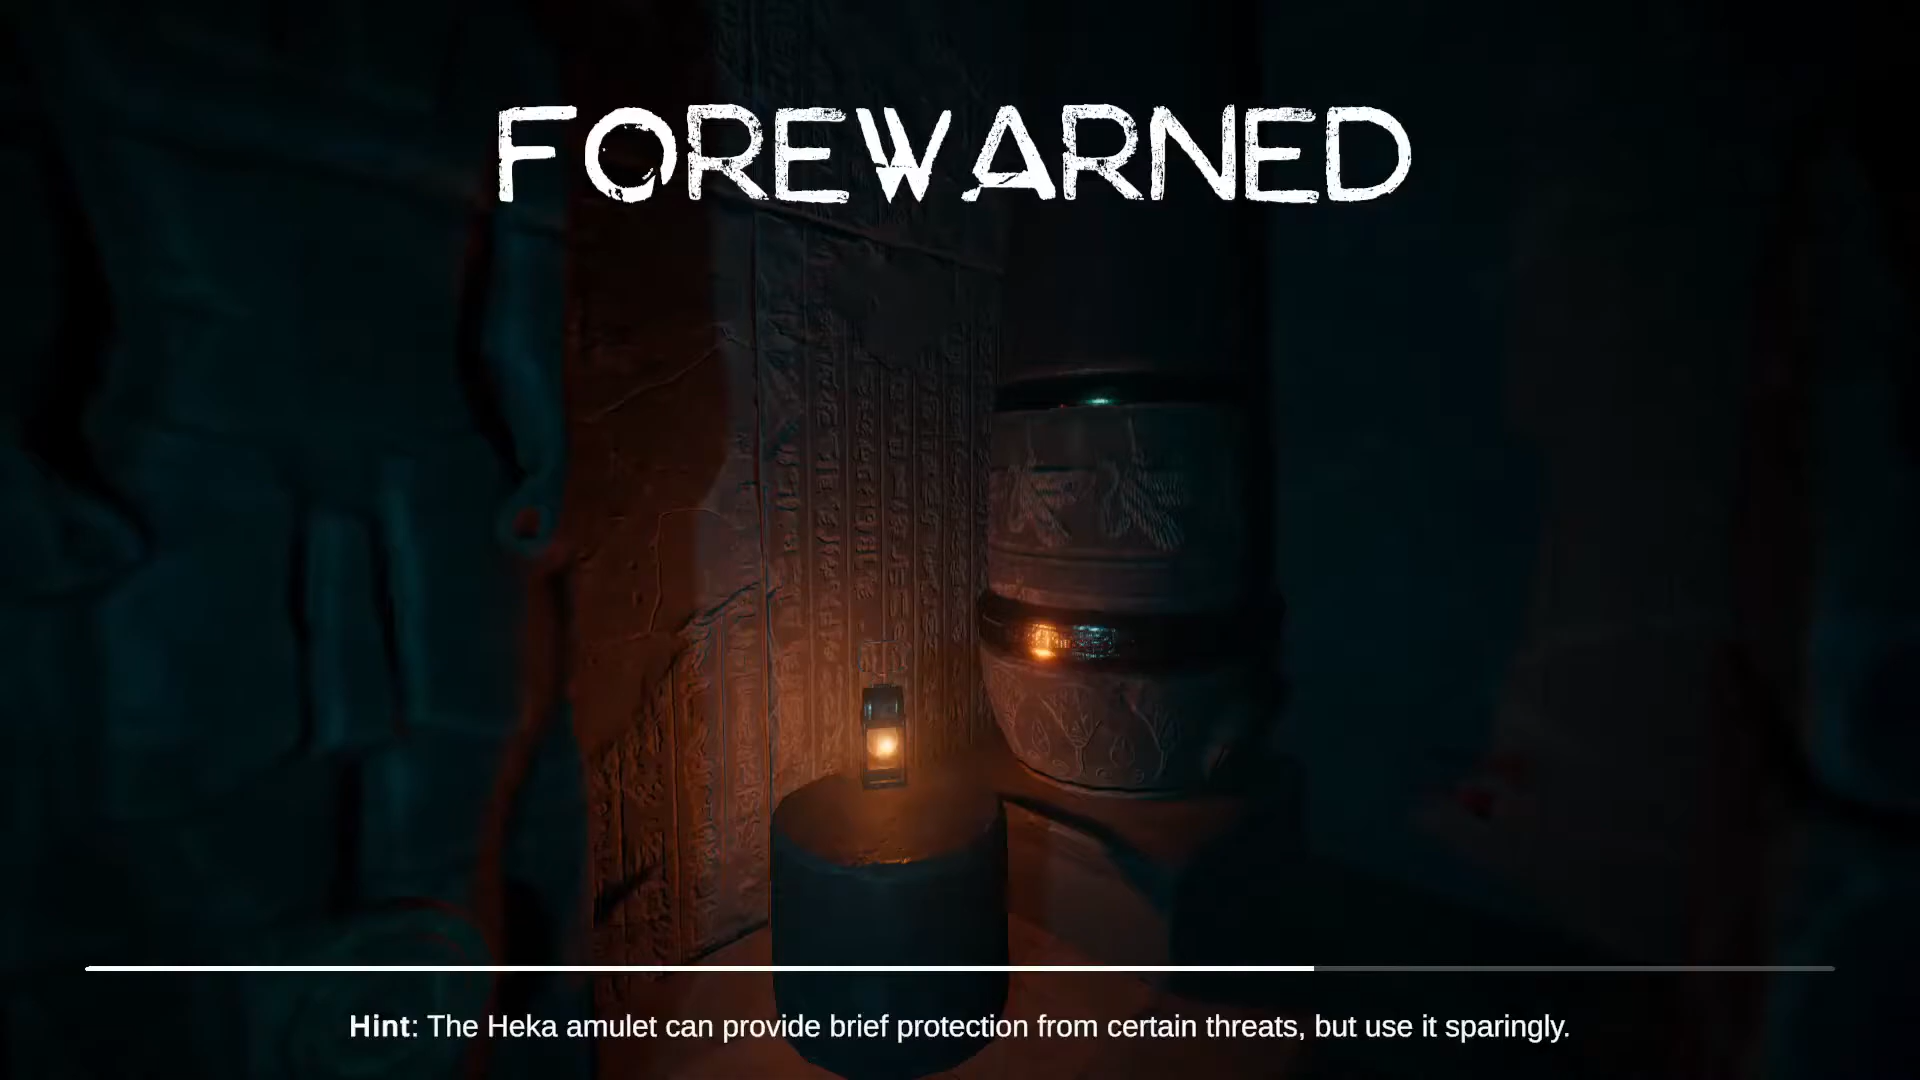 FOREWARNED
Hint: The Heka amulet can provide brief protection from certain threats, but use it sparingly.